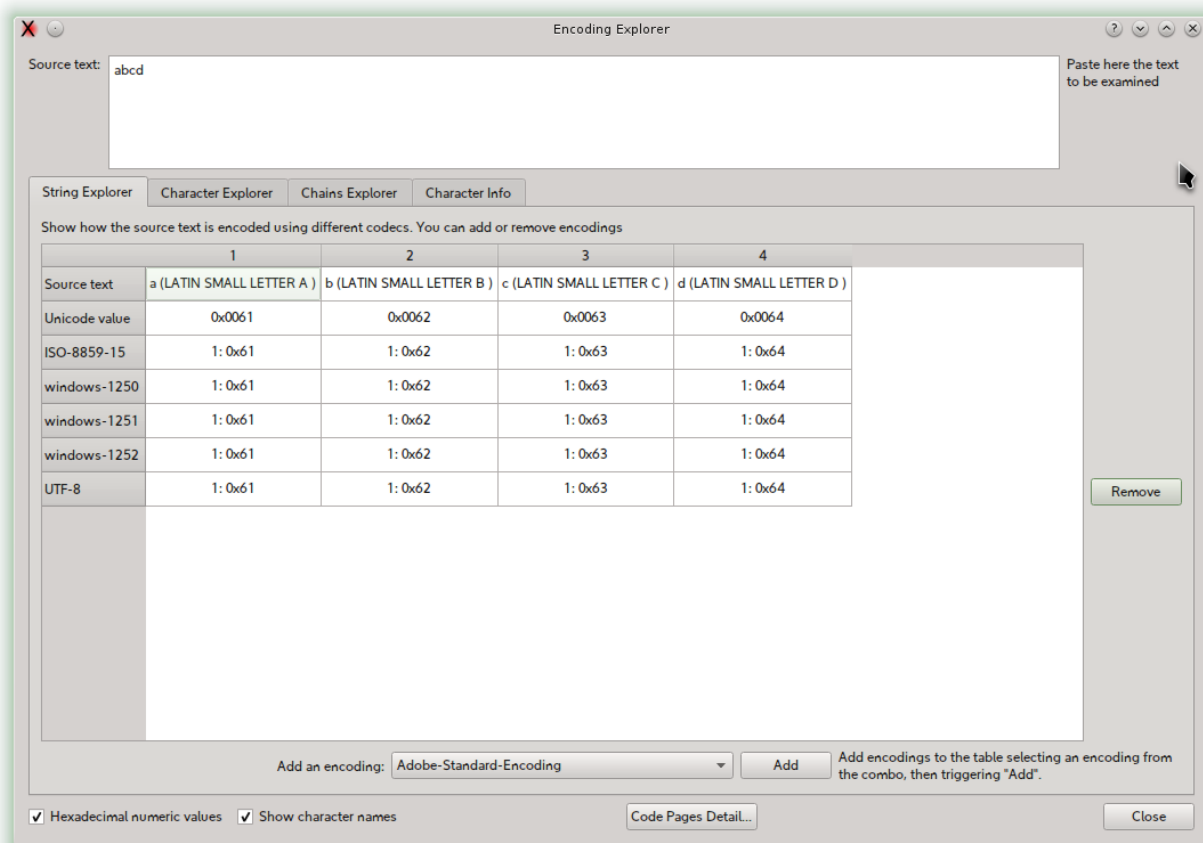 Encoding Explorer
Source text:
abcd
Paste here the text
to be examined
String Explorer
Character Explorer
Chains Explorer
Character Info
Show how the source text is encoded using different codecs. You can add or remove encodings
1 2 3 4
Source text a (LATIN SMALL LETTER A ) b (LATIN SMALL LETTER B ) c (LATIN SMALL LETTER C ) d (LATIN SMALL LETTER D )
Unicode value 0x0061 0x0062 0x0063 0x0064
ISO-8859-15 1: 0x61 1: 0x62 1: 0x63 1: 0x64
windows-1250 1: 0x61 1: 0x62 1: 0x63 1: 0x64
windows-1251 1: 0x61 1: 0x62 1: 0x63 1: 0x64
windows-1252 1: 0x61 1: 0x62 1: 0x63 1: 0x64
UTF-8 1: 0x61 1: 0x62 1: 0x63 1: 0x64
Remove
Add an encoding: Adobe-Standard-Encoding Add
Add encodings to the table selecting an encoding from
the combo, then triggering "Add".
Hexadecimal numeric values Show character names Code Pages Detail... Close